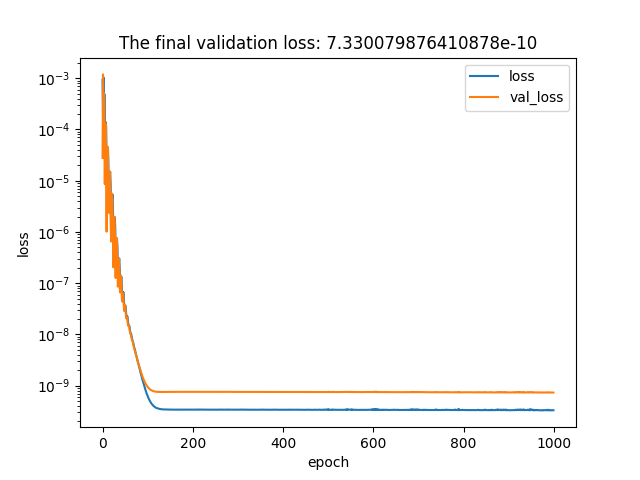 The final validation loss: 7.330079876410878e-10
loss
val_loss
10⁻³
10⁻⁴
10⁻⁵
10⁻⁶
10⁻⁷
10⁻⁸
10⁻⁹
loss
0 200 400 600 800 1000
epoch